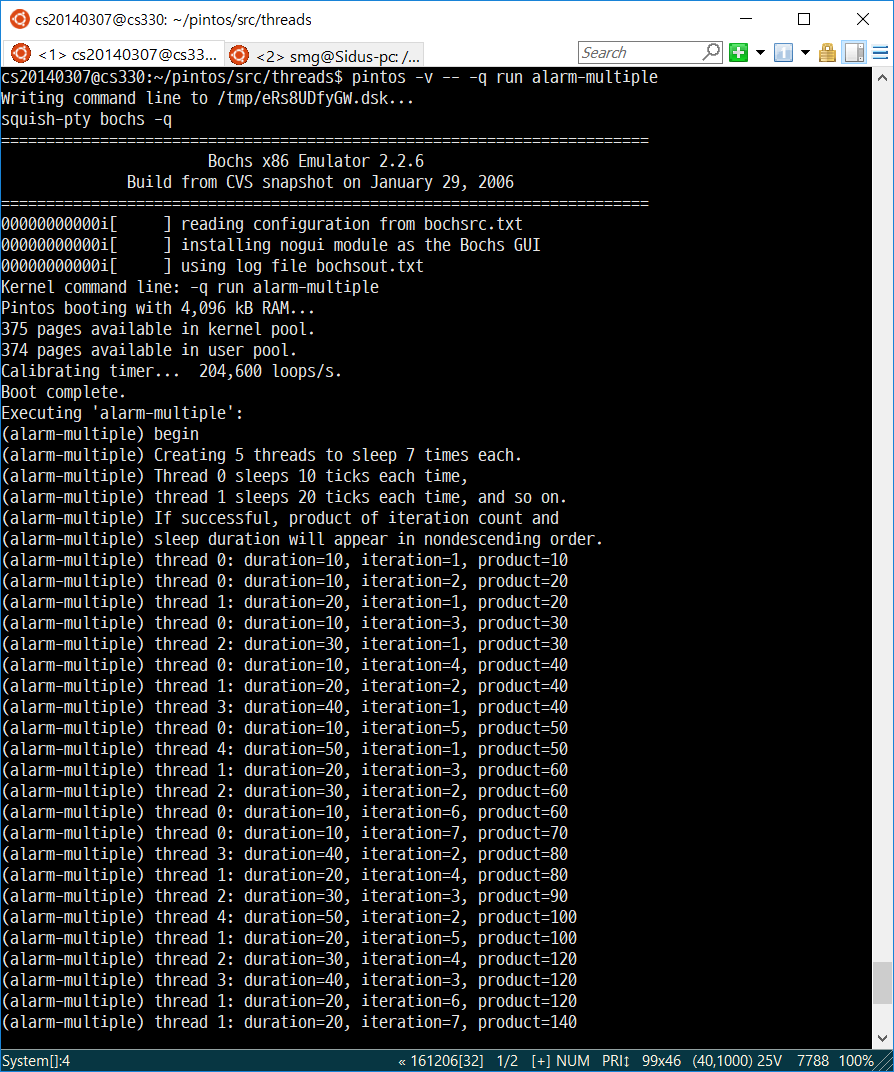 cs20140307@cs330: ~/pintos/src/threads
<1> cs20140307@cs33... <2> smg@Sidus-pc: /... Search
cs20140307@cs330:~/pintos/src/threads$ pintos -v -- -q run alarm-multiple
Writing command line to /tmp/eRs8UDfyGW.dsk...
squish-pty bochs -q
========================================================================
Bochs x86 Emulator 2.2.6
Build from CVS snapshot on January 29, 2006
========================================================================
00000000000i[     ] reading configuration from bochsrc.txt
00000000000i[     ] installing nogui module as the Bochs GUI
00000000000i[     ] using log file bochsout.txt
Kernel command line: -q run alarm-multiple
Pintos booting with 4,096 kB RAM...
375 pages available in kernel pool.
374 pages available in user pool.
Calibrating timer...  204,600 loops/s.
Boot complete.
Executing 'alarm-multiple':
(alarm-multiple) begin
(alarm-multiple) Creating 5 threads to sleep 7 times each.
(alarm-multiple) Thread 0 sleeps 10 ticks each time,
(alarm-multiple) thread 1 sleeps 20 ticks each time, and so on.
(alarm-multiple) If successful, product of iteration count and
(alarm-multiple) sleep duration will appear in nondescending order.
(alarm-multiple) thread 0: duration=10, iteration=1, product=10
(alarm-multiple) thread 0: duration=10, iteration=2, product=20
(alarm-multiple) thread 1: duration=20, iteration=1, product=20
(alarm-multiple) thread 0: duration=10, iteration=3, product=30
(alarm-multiple) thread 2: duration=30, iteration=1, product=30
(alarm-multiple) thread 0: duration=10, iteration=4, product=40
(alarm-multiple) thread 1: duration=20, iteration=2, product=40
(alarm-multiple) thread 3: duration=40, iteration=1, product=40
(alarm-multiple) thread 0: duration=10, iteration=5, product=50
(alarm-multiple) thread 4: duration=50, iteration=1, product=50
(alarm-multiple) thread 1: duration=20, iteration=3, product=60
(alarm-multiple) thread 2: duration=30, iteration=2, product=60
(alarm-multiple) thread 0: duration=10, iteration=6, product=60
(alarm-multiple) thread 0: duration=10, iteration=7, product=70
(alarm-multiple) thread 3: duration=40, iteration=2, product=80
(alarm-multiple) thread 1: duration=20, iteration=4, product=80
(alarm-multiple) thread 2: duration=30, iteration=3, product=90
(alarm-multiple) thread 4: duration=50, iteration=2, product=100
(alarm-multiple) thread 1: duration=20, iteration=5, product=100
(alarm-multiple) thread 2: duration=30, iteration=4, product=120
(alarm-multiple) thread 3: duration=40, iteration=3, product=120
(alarm-multiple) thread 1: duration=20, iteration=6, product=120
(alarm-multiple) thread 1: duration=20, iteration=7, product=140
System[]:4 « 161206[32] 1/2 [+] NUM PRI↕ 99x46 (40,1000) 25V 7788 100%